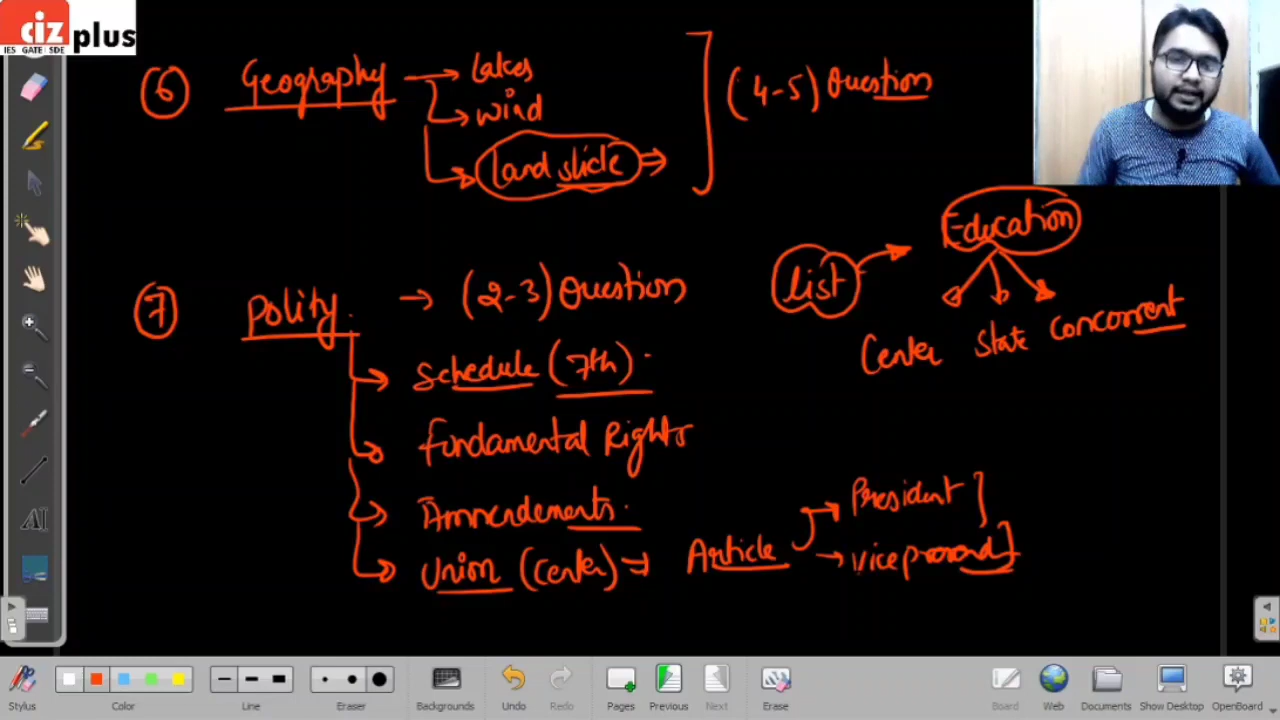 ciz plus
IES GATE SDE
6 Geography → Lakes
→ wind
→ Land slide ⇒
(4-5) Question
7 Polity. → (2-3) Question
list → Education
Center State Concorrent
→ Schedule (7th).
→ Fundamental Rights
→ Ammendements.
→ Union (Center) → Article → President
→ Vice
Stylus
Color
Line
Eraser
Backgrounds
Undo
Redo
Pages
Previous
Next
Erase
Board
Web
Documents
Show Desktop
OpenBoard